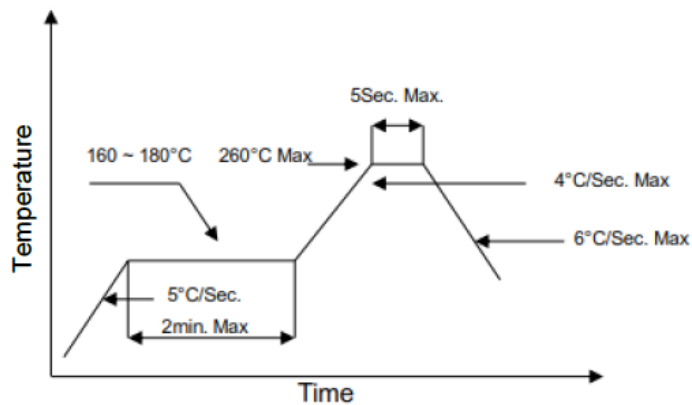 5Sec. Max.
160 ~ 180°C
260°C Max
4°C/Sec. Max
6°C/Sec. Max
5°C/Sec.
2min. Max
Temperature
Time